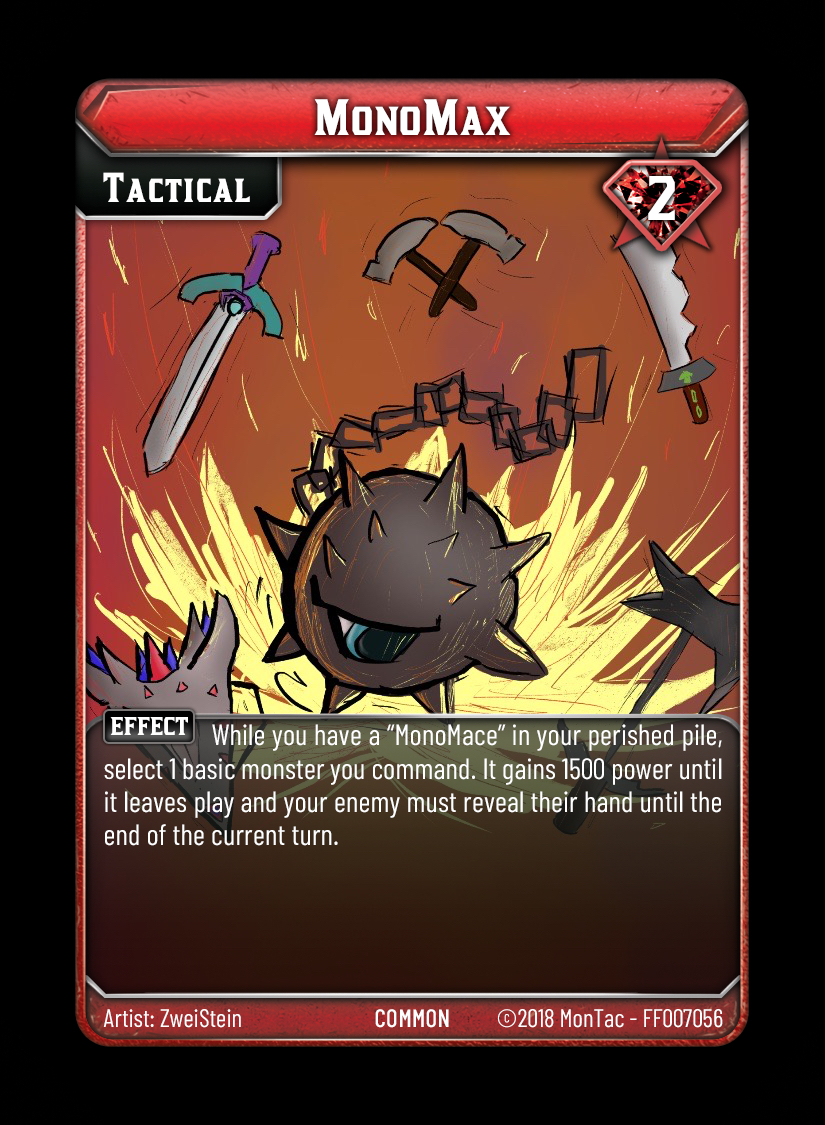 MonoMax
Tactical
2
EFFECT While you have a "MonoMace" in your perished pile,
select 1 basic monster you command. It gains 1500 power until
it leaves play and your enemy must reveal their hand until the
end of the current turn.
Artist: ZweiStein COMMON ©2018 MonTac - FF007056